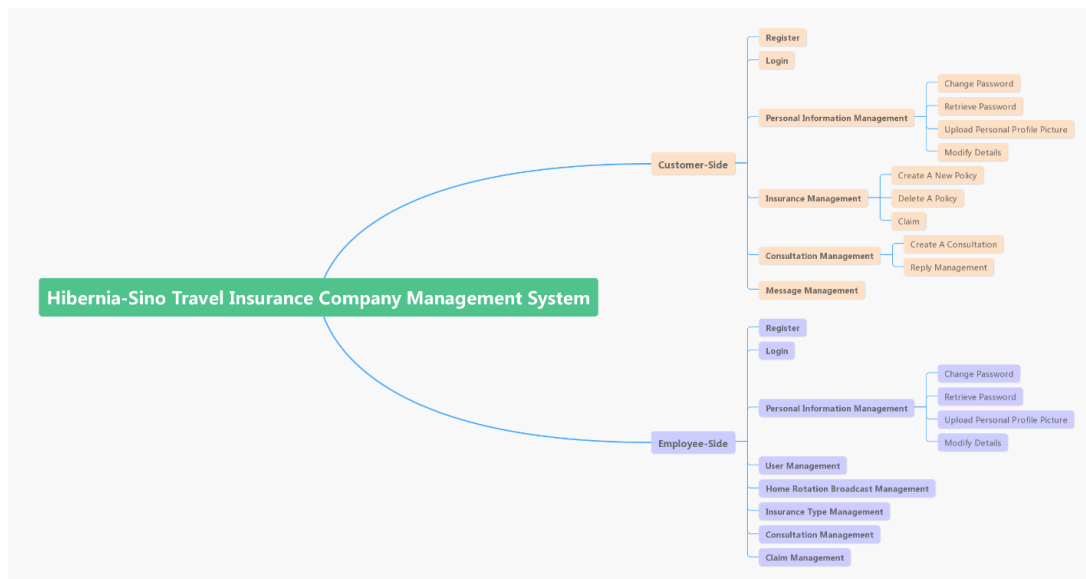 Hibernia-Sino Travel Insurance Company Management System
Customer-Side
Register
Login
Personal Information Management
Change Password
Retrieve Password
Upload Personal Profile Picture
Modify Details
Insurance Management
Create A New Policy
Delete A Policy
Claim
Consultation Management
Create A Consultation
Reply Management
Message Management
Employee-Side
Register
Login
Personal Information Management
Change Password
Retrieve Password
Upload Personal Profile Picture
Modify Details
User Management
Home Rotation Broadcast Management
Insurance Type Management
Consultation Management
Claim Management